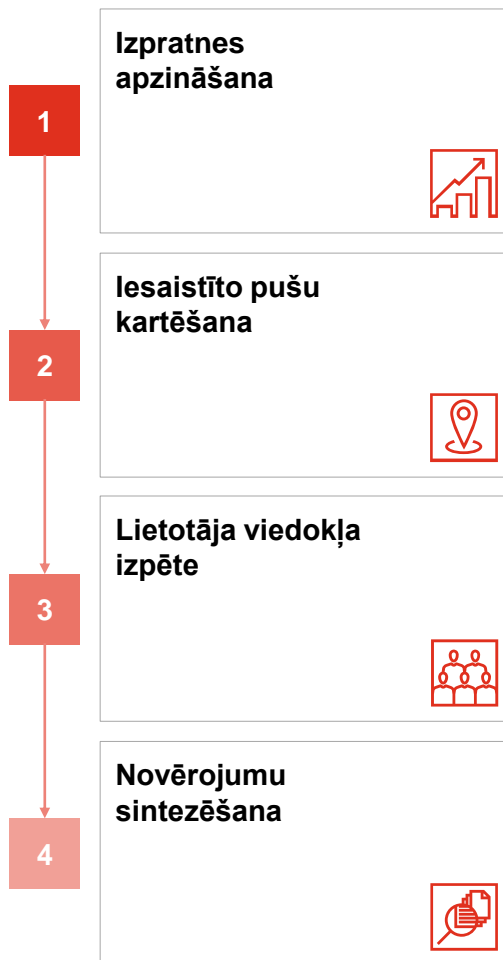 1
Izpratnes
apzināšana
2
Iesaistīto pušu
kartēšana
3
Lietotāja viedokļa
izpēte
4
Novērojumu
sintezēšana